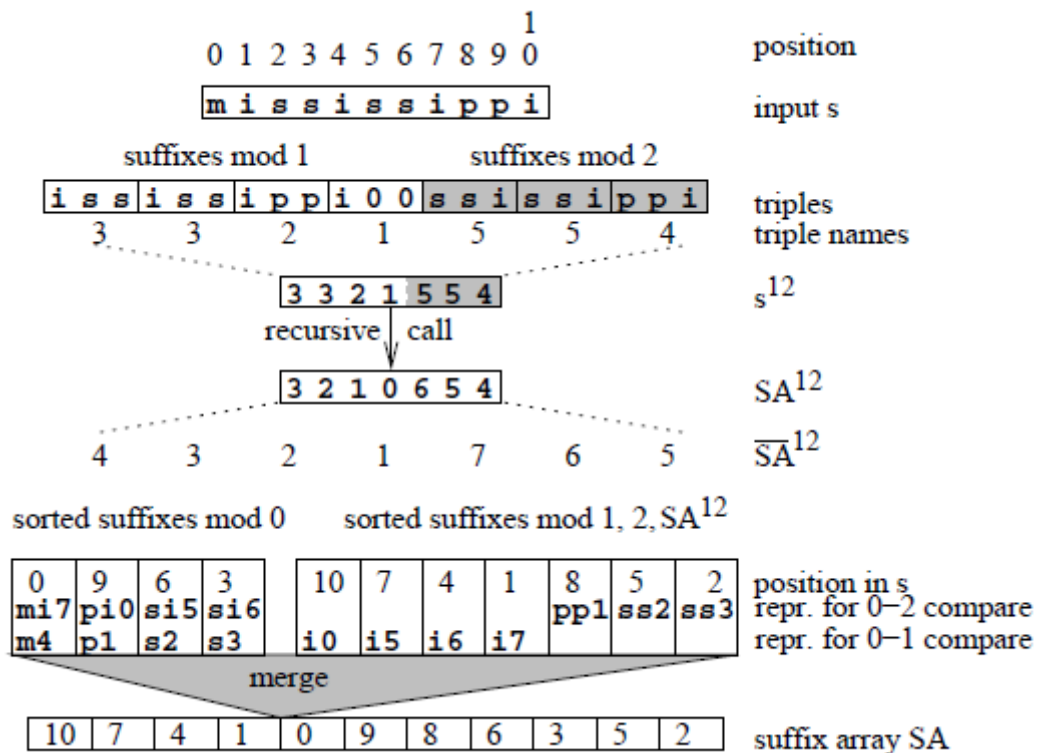 1
0 1 2 3 4 5 6 7 8 9 0 position
m i s s i s s i p p i input s
suffixes mod 1 suffixes mod 2
i s s i s s i p p i 0 0 s s i s s i p p i triples
3 3 2 1 5 5 4 triple names
3 3 2 1 5 5 4 s12
recursive call
3 2 1 0 6 5 4 SA12
4 3 2 1 7 6 5 SA12
sorted suffixes mod 0 sorted suffixes mod 1, 2, SA12
0 9 6 3 10 7 4 1 8 5 2 position in s
mi7 pi0 si5 si6 pp1 ss2 ss3 repr. for 0−2 compare
m4 p1 s2 s3 i0 i5 i6 i7 repr. for 0−1 compare
merge
10 7 4 1 0 9 8 6 3 5 2 suffix array SA